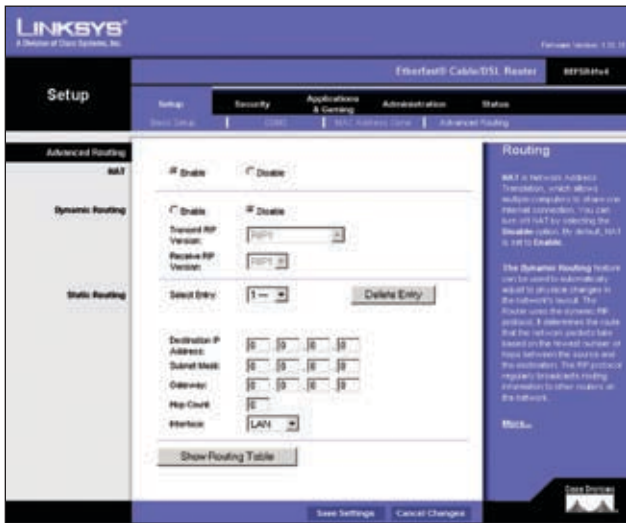 LINKSYS
A Division of Cisco Systems, Inc.
Firmware Version:
Etherfast® Cable/DSL Router
Setup
Setup
Security
Applications & Gaming
Administration
Status
Basic Setup
DDNS
MAC Address Clone
Advanced Routing
Advanced Routing
NAT
Enable
Disable
Dynamic Routing
Enable
Disable
Transmit RIP
Version:
RIP1
Receive RIP
Version:
RIP1
Static Routing
Select Entry:
1
Delete Entry
Destination IP
Address:
0 0 0 0
Subnet Mask:
0 0 0 0
Gateway:
0 0 0 0
Hop Count:
0
Interface:
LAN
Show Routing Table
Save Settings
Cancel Changes
Routing
NAT is Network Address
Translation, which allows
multiple computers to share one
Internet connection. You can
turn off NAT by selecting the
Disable option. By default, NAT
is set to Enable.
The Dynamic Routing feature
can be used to automatically
adjust to physical changes in
the network's layout. The
Router uses the dynamic RIP
protocol. It determines the route
that the network packets take
based on the fewest number of
hops between the source and
the destination. The RIP protocol
regularly broadcasts routing
information to other routers on
the network.
More...
Cisco Systems